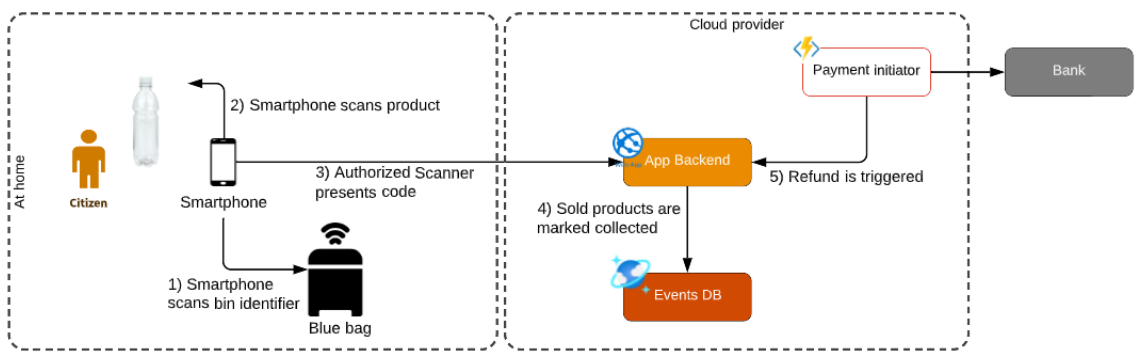 Cloud provider
Payment initiator
Bank
2) Smartphone scans product
At home
App Backend
3) Authorized Scanner
presents code
5) Refund is triggered
Citizen
Smartphone
4) Sold products are
marked collected
1) Smartphone
scans bin identifier
Events DB
Blue bag